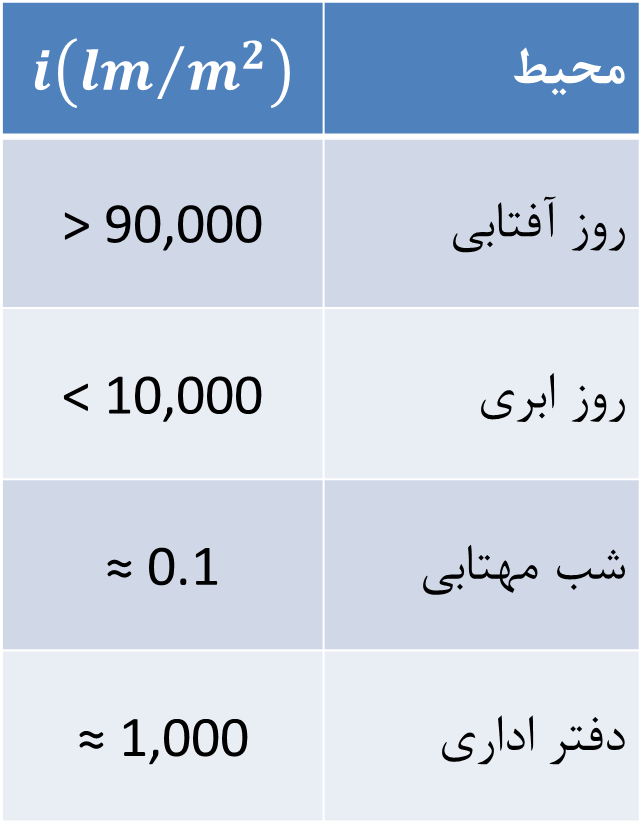 محیط i(lm/m²)
روز آفتابی > 90,000
روز ابری < 10,000
شب مهتابی ≈ 0.1
دفتر اداری ≈ 1,000